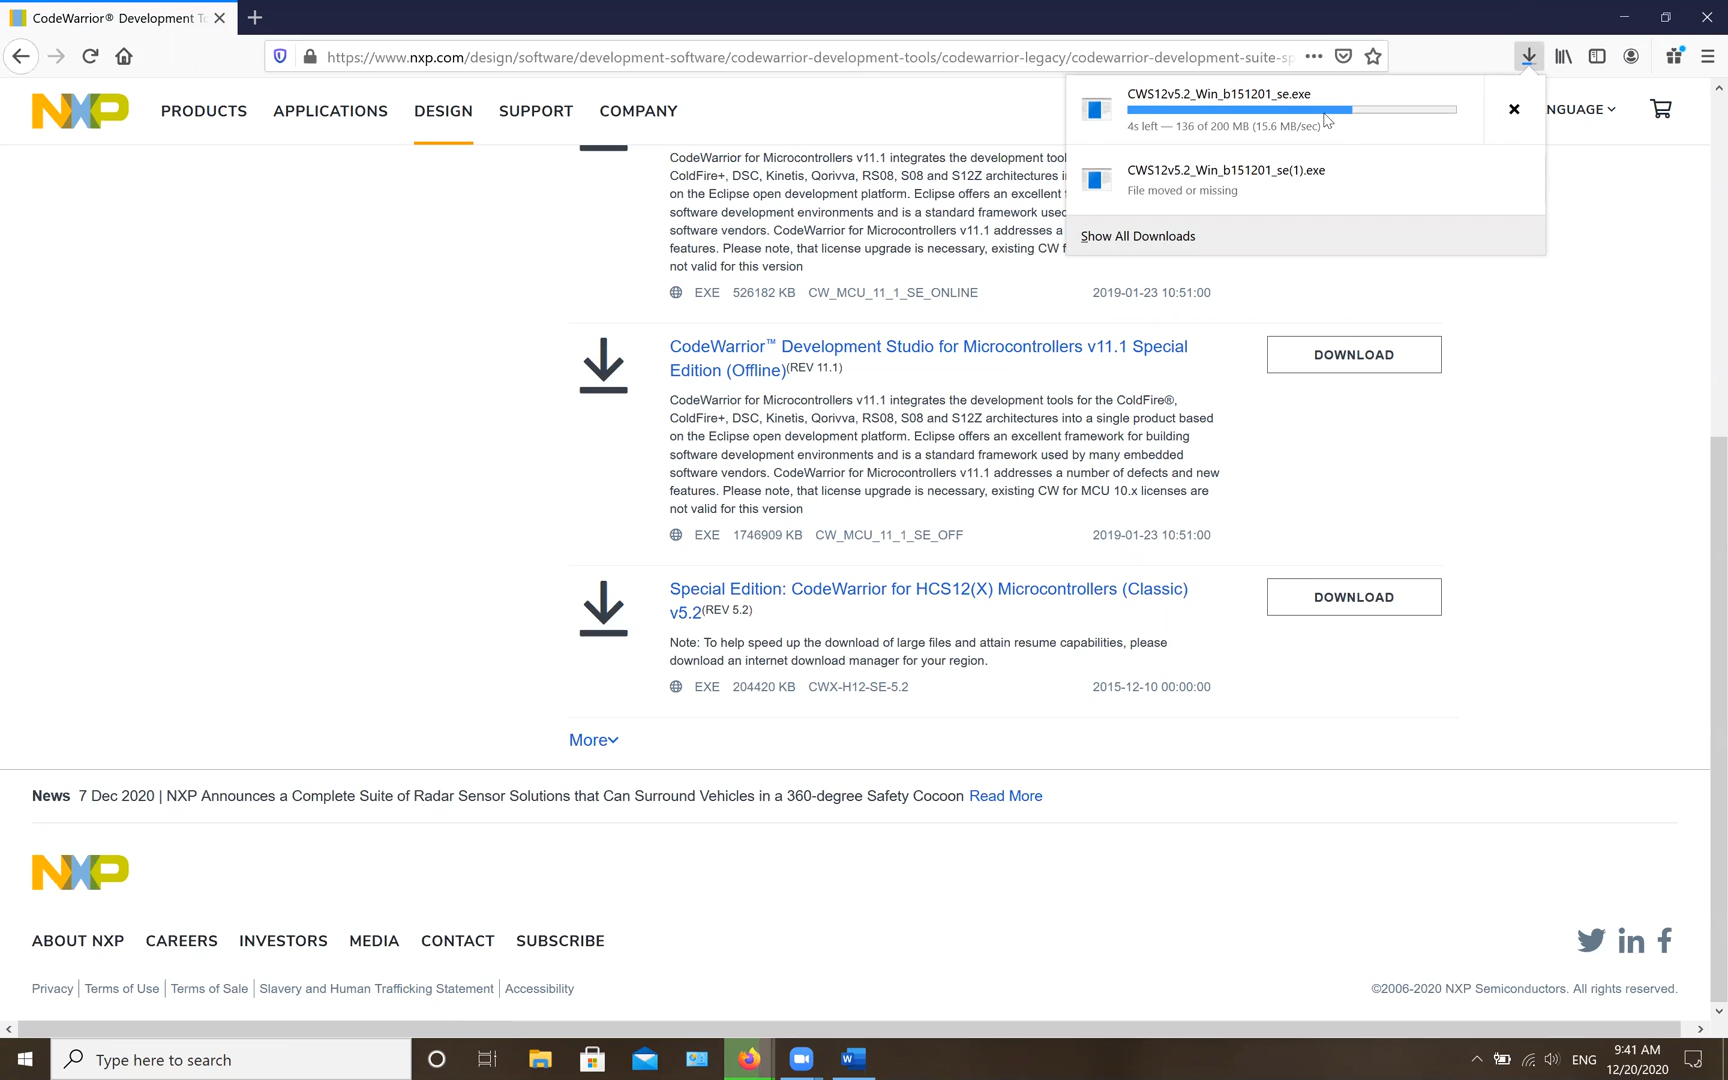 CodeWarrior® Development To
https://www.nxp.com/design/software/development-software/codewarrior-development-tools/codewarrior-legacy/codewarrior-development-suite-sp
NXP PRODUCTS APPLICATIONS DESIGN SUPPORT COMPANY NGUAGE
CWS12v5.2_Win_b151201_se.exe
4s left — 136 of 200 MB (15.6 MB/sec)
CWS12v5.2_Win_b151201_se(1).exe
File moved or missing
Show All Downloads
CodeWarrior for Microcontrollers v11.1 integrates the development tool
ColdFire+, DSC, Kinetis, Qorivva, RS08, S08 and S12Z architectures i
on the Eclipse open development platform. Eclipse offers an excellent
software development environments and is a standard framework used
software vendors. CodeWarrior for Microcontrollers v11.1 addresses a
features. Please note, that license upgrade is necessary, existing CW f
not valid for this version
EXE 526182 KB CW_MCU_11_1_SE_ONLINE 2019-01-23 10:51:00
CodeWarrior™ Development Studio for Microcontrollers v11.1 Special
Edition (Offline)(REV 11.1)
DOWNLOAD
CodeWarrior for Microcontrollers v11.1 integrates the development tools for the ColdFire®,
ColdFire+, DSC, Kinetis, Qorivva, RS08, S08 and S12Z architectures into a single product based
on the Eclipse open development platform. Eclipse offers an excellent framework for building
software development environments and is a standard framework used by many embedded
software vendors. CodeWarrior for Microcontrollers v11.1 addresses a number of defects and new
features. Please note, that license upgrade is necessary, existing CW for MCU 10.x licenses are
not valid for this version
EXE 1746909 KB CW_MCU_11_1_SE_OFF 2019-01-23 10:51:00
Special Edition: CodeWarrior for HCS12(X) Microcontrollers (Classic)
v5.2(REV 5.2)
DOWNLOAD
Note: To help speed up the download of large files and attain resume capabilities, please
download an internet download manager for your region.
EXE 204420 KB CWX-H12-SE-5.2 2015-12-10 00:00:00
More
News 7 Dec 2020 | NXP Announces a Complete Suite of Radar Sensor Solutions that Can Surround Vehicles in a 360-degree Safety Cocoon Read More
NXP
ABOUT NXP CAREERS INVESTORS MEDIA CONTACT SUBSCRIBE
Privacy | Terms of Use | Terms of Sale | Slavery and Human Trafficking Statement | Accessibility
©2006-2020 NXP Semiconductors. All rights reserved.
Type here to search
ENG
9:41 AM
12/20/2020